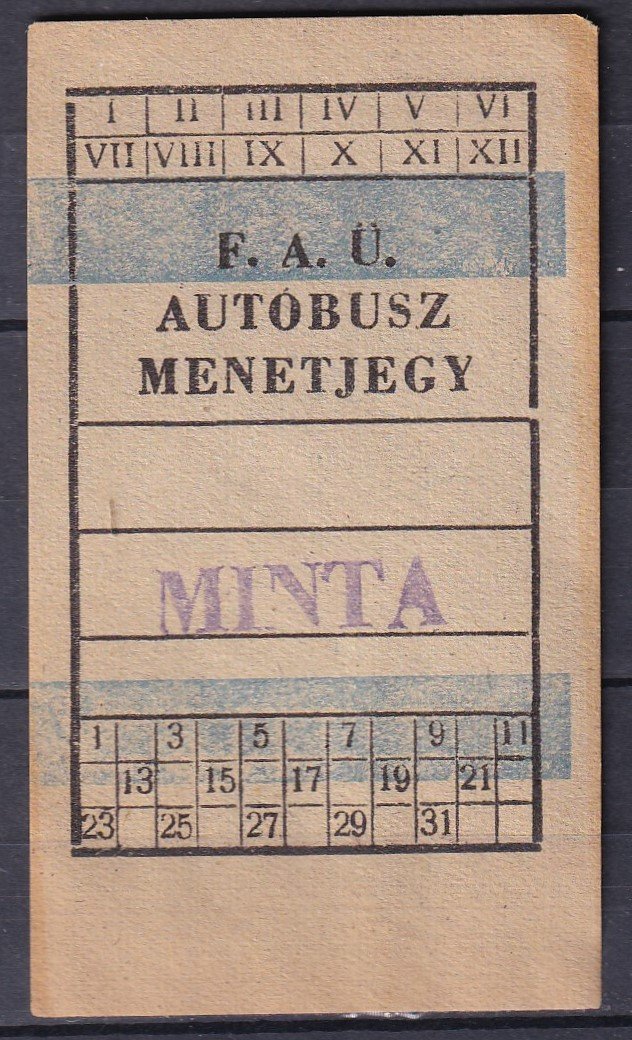 I II III IV V VI
VII VIII IX X XI XII
F. A. Ü.
AUTÓBUSZ
MENETJEGY
MINTA
1 3 5 7 9 11
13 15 17 19 21
23 25 27 29 31